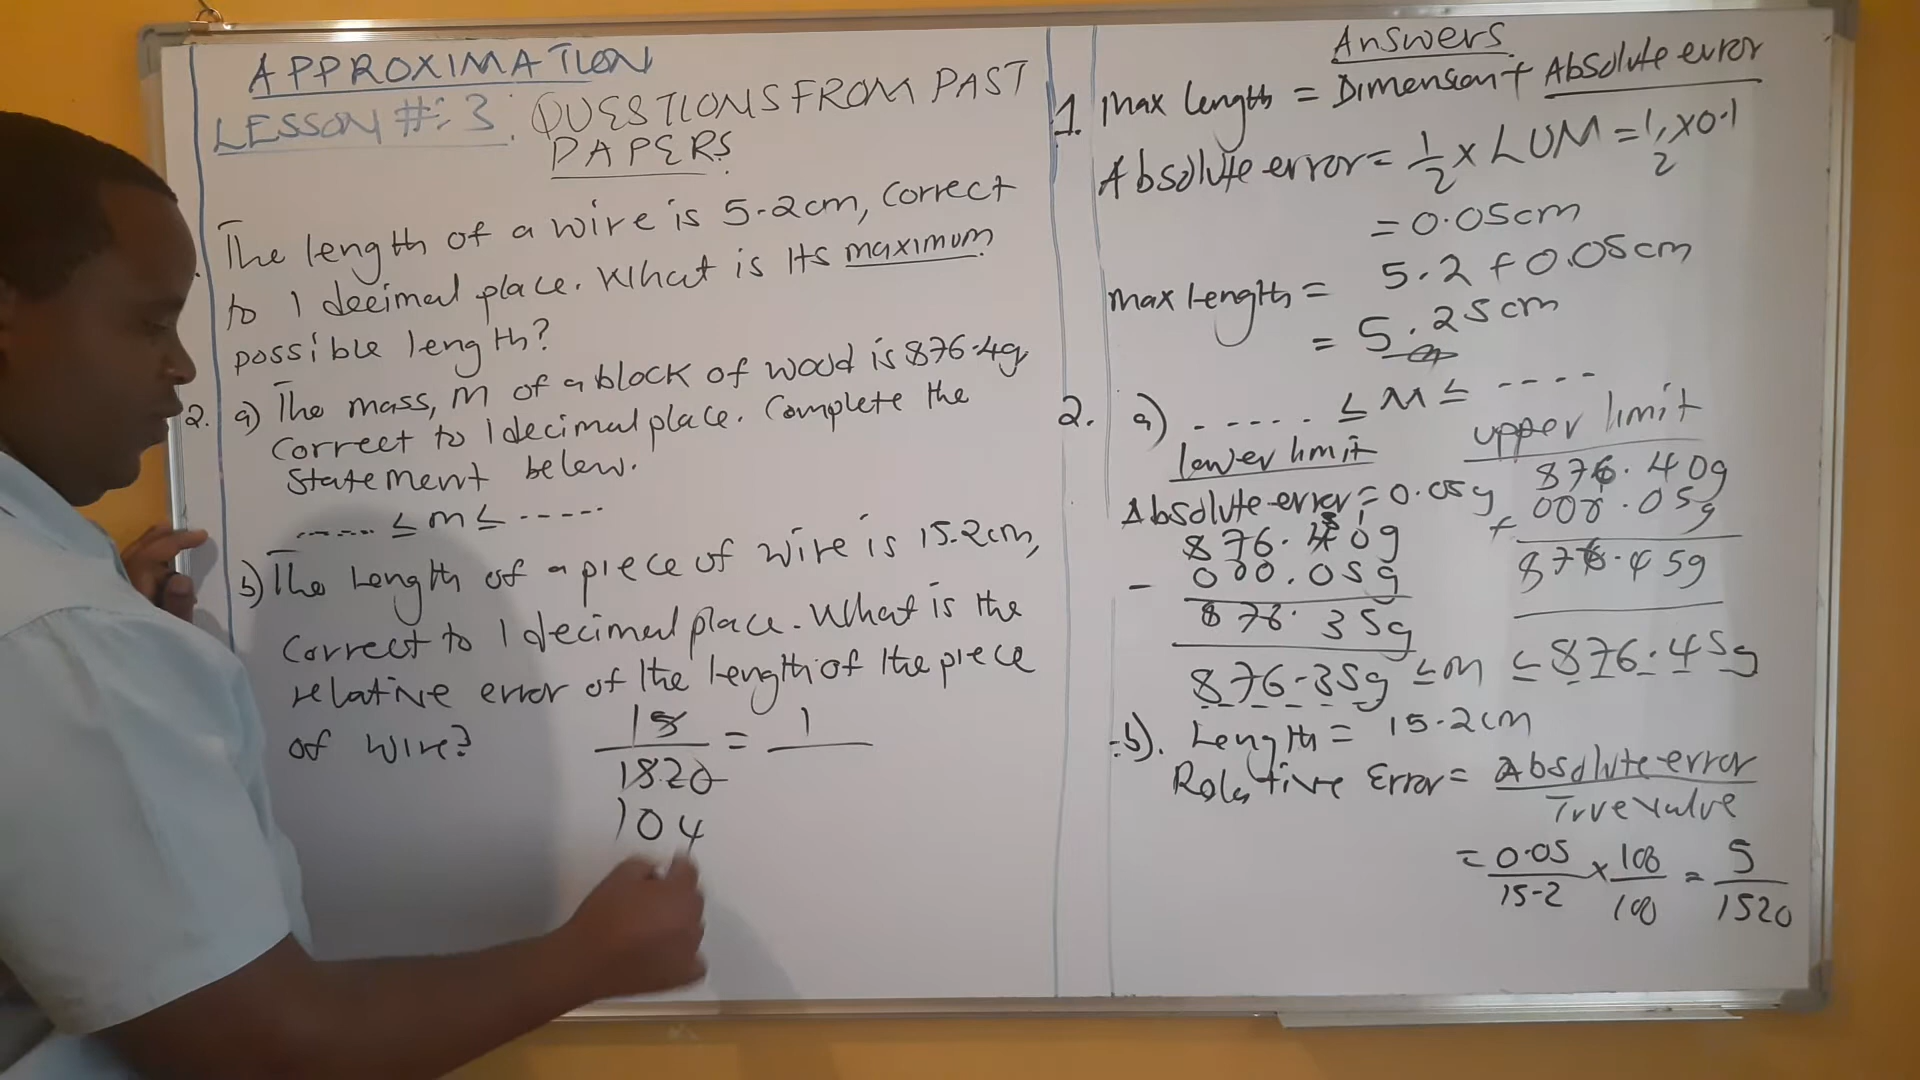 APPROXIMATION
LESSON #: 3: QUESTIONS FROM PAST
PAPERS
The length of a wire is 5.2cm, correct
to 1 decimal place. What is its maximum
possible length?
2. a) The mass, m of a block of wood is 876.4g
correct to 1 decimal place. Complete the
statement below.
...... ≤ m ≤ ......
b) The length of a piece of wire is 15.2cm,
correct to 1 decimal place. What is the
relative error of the length of the piece
of wire?
15 = 1
1820
104
Answers
1. Max length = Dimension + Absolute error
Absolute error = 1/2 x LUM = 1/2 x 0.1
= 0.05cm
max length = 5.2 + 0.05cm
= 5.25cm
2. a) ...... ≤ M ≤ ----
lower limit
upper limit
Absolute error = 0.05g
876.40g
- 000.05g
876.35g
876.40g
+ 000.05g
876.45g
876.35g ≤ m ≤ 876.45g
b). Length = 15.2cm
Relative Error = Absolute error
True value
= 0.05/15.2 x 100/100 = 5/1520